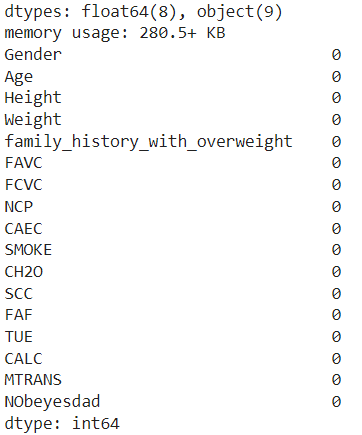 dtypes: float64(8), object(9)
memory usage: 280.5+ KB
Gender                            0
Age                               0
Height                            0
Weight                            0
family_history_with_overweight    0
FAVC                              0
FCVC                              0
NCP                               0
CAEC                              0
SMOKE                             0
CH2O                              0
SCC                               0
FAF                               0
TUE                               0
CALC                              0
MTRANS                            0
NObeyesdad                        0
dtype: int64